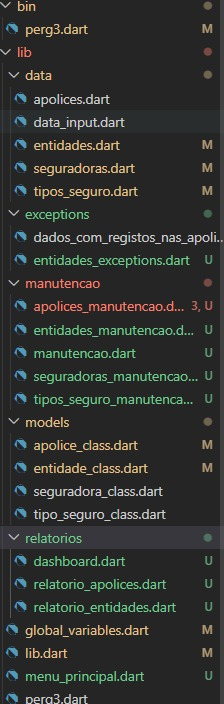 bin
perg3.dart M
lib
data
apolices.dart
data_input.dart
entidades.dart M
seguradoras.dart M
tipos_seguro.dart M
exceptions
dados_com_registos_nas_apoli...
entidades_exceptions.dart U
manutencao
apolices_manutencao.d... 3, U
entidades_manutencao.d... U
manutencao.dart U
seguradoras_manutencao... U
tipos_seguro_manutenca... U
models
apolice_class.dart M
entidade_class.dart M
seguradora_class.dart
tipo_seguro_class.dart
relatorios
dashboard.dart U
relatorio_apolices.dart U
relatorio_entidades.dart U
global_variables.dart M
lib.dart M
menu_principal.dart U
perg3.dart